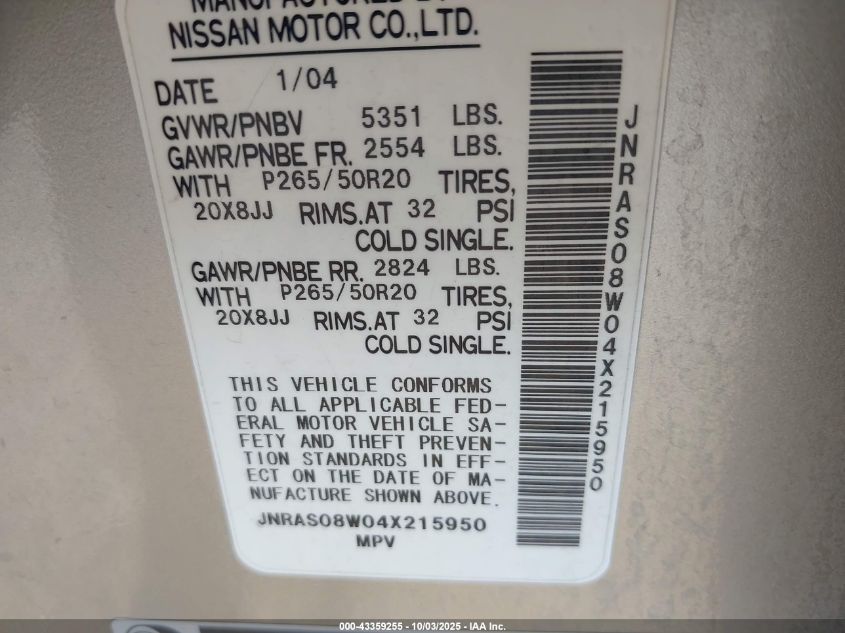 MANUFACTURED BY
NISSAN MOTOR CO.,LTD.
DATE 1/04
GVWR/PNBV 5351 LBS.
GAWR/PNBE FR. 2554 LBS.
WITH P265/50R20 TIRES,
20X8JJ RIMS.AT 32 PSI
COLD SINGLE.
GAWR/PNBE RR. 2824 LBS.
WITH P265/50R20 TIRES,
20X8JJ RIMS.AT 32 PSI
COLD SINGLE.
THIS VEHICLE CONFORMS
TO ALL APPLICABLE FED-
ERAL MOTOR VEHICLE SA-
FETY AND THEFT PREVEN-
TION STANDARDS IN EFF-
ECT ON THE DATE OF MA-
NUFACTURE SHOWN ABOVE.
JNRAS08W04X215950
MPV
JNRAS08W04X215950
000-43359255 - 10/03/2025 - IAA Inc.